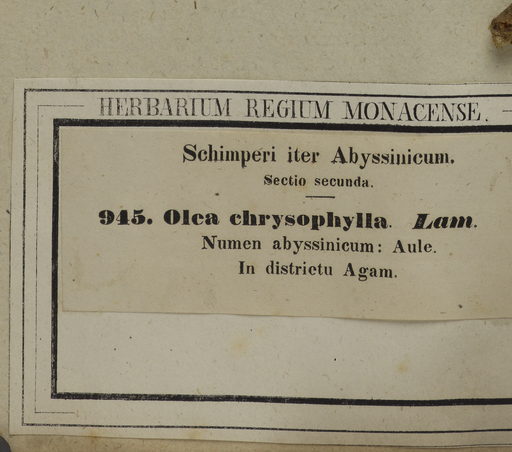 HERBARIUM REGIUM MONACENSE.
Schimperi iter Abyssinicum.
Sectio secunda.
945. Olea chrysophylla. Lam.
Numen abyssinicum: Aule.
In districtu Agam.